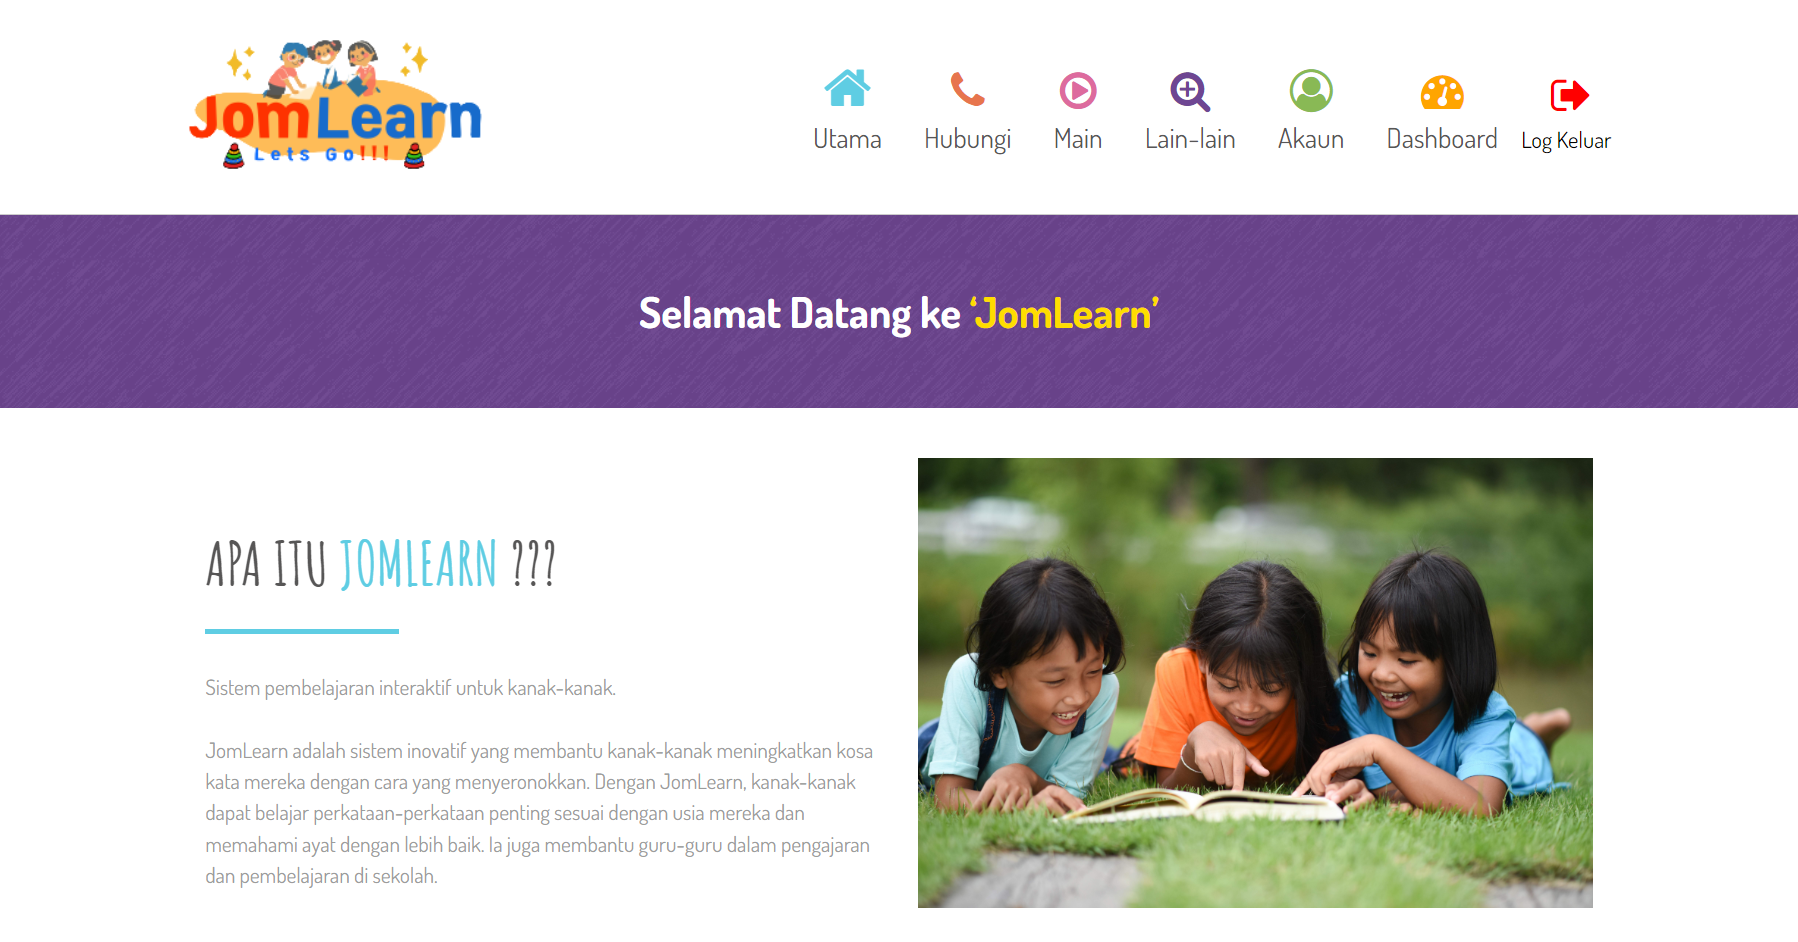 JomLearn
Lets Go!!!
Utama
Hubungi
Main
Lain-lain
Akaun
Dashboard
Log Keluar
Selamat Datang ke ‘JomLearn’
APA ITU JOMLEARN ???
Sistem pembelajaran interaktif untuk kanak-kanak.
JomLearn adalah sistem inovatif yang membantu kanak-kanak meningkatkan kosa
kata mereka dengan cara yang menyeronokkan. Dengan JomLearn, kanak-kanak
dapat belajar perkataan-perkataan penting sesuai dengan usia mereka dan
memahami ayat dengan lebih baik. Ia juga membantu guru-guru dalam pengajaran
dan pembelajaran di sekolah.